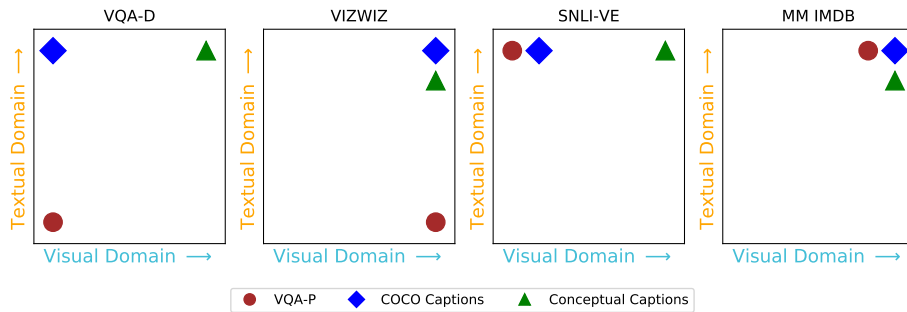 VQA-D
VIZWIZ
SNLI-VE
MM IMDB
Textual Domain →
Textual Domain →
Textual Domain →
Textual Domain →
Visual Domain →
Visual Domain →
Visual Domain →
Visual Domain →
VQA-P
COCO Captions
Conceptual Captions